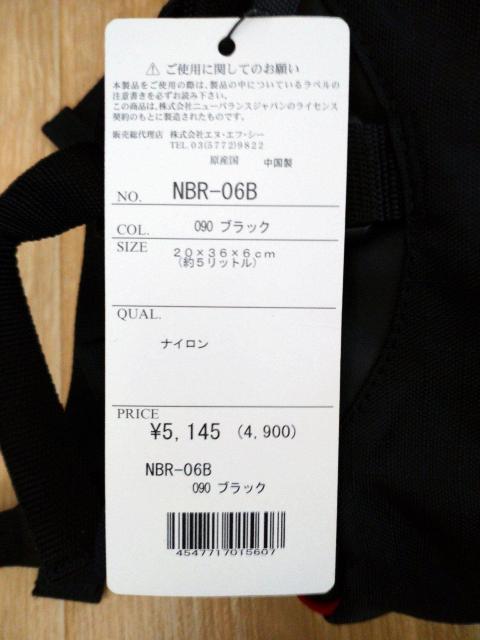 ⚠ ご使用に関してのお願い
本製品をご使用の際は、製品の中についているラベルの
注意書きを必ずお読み下さい。
この商品は、株式会社ニューバランスジャパンのライセンス
契約のもとに製造されたものです。
販売総代理店 株式会社エヌ・エフ・シー
TEL 03(5772)9822
原産国 中国製
NO. NBR-06B
COL. 090 ブラック
SIZE 20×36×6cm
(約5リットル)
QUAL.
ナイロン
PRICE
¥5,145 (4,900)
NBR-06B
090 ブラック
4547717015607